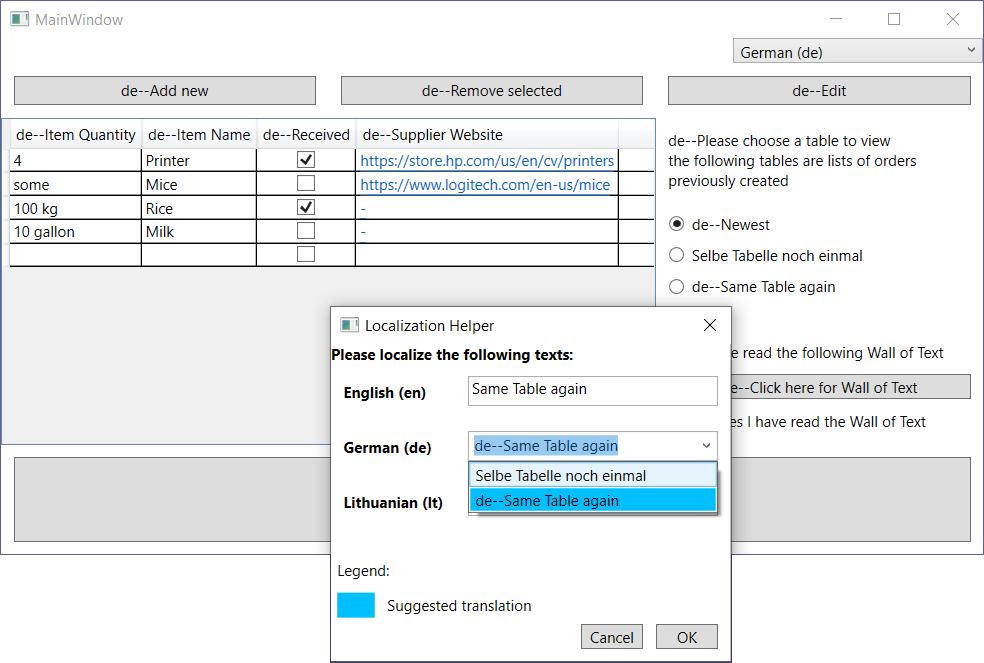 MainWindow
German (de)
de--Add new
de--Remove selected
de--Edit
de--Item Quantity de--Item Name de--Received de--Supplier Website
4 Printer https://store.hp.com/us/en/cv/printers
some Mice https://www.logitech.com/en-us/mice
100 kg Rice -
10 gallon Milk -
de--Please choose a table to view
the following tables are lists of orders
previously created
de--Newest
Selbe Tabelle noch einmal
de--Same Table again
read the following Wall of Text
Click here for Wall of Text
I have read the Wall of Text
Localization Helper
Please localize the following texts:
English (en) Same Table again
German (de) de--Same Table again
Selbe Tabelle noch einmal
de--Same Table again
Lithuanian (lt)
Legend:
Suggested translation
Cancel OK